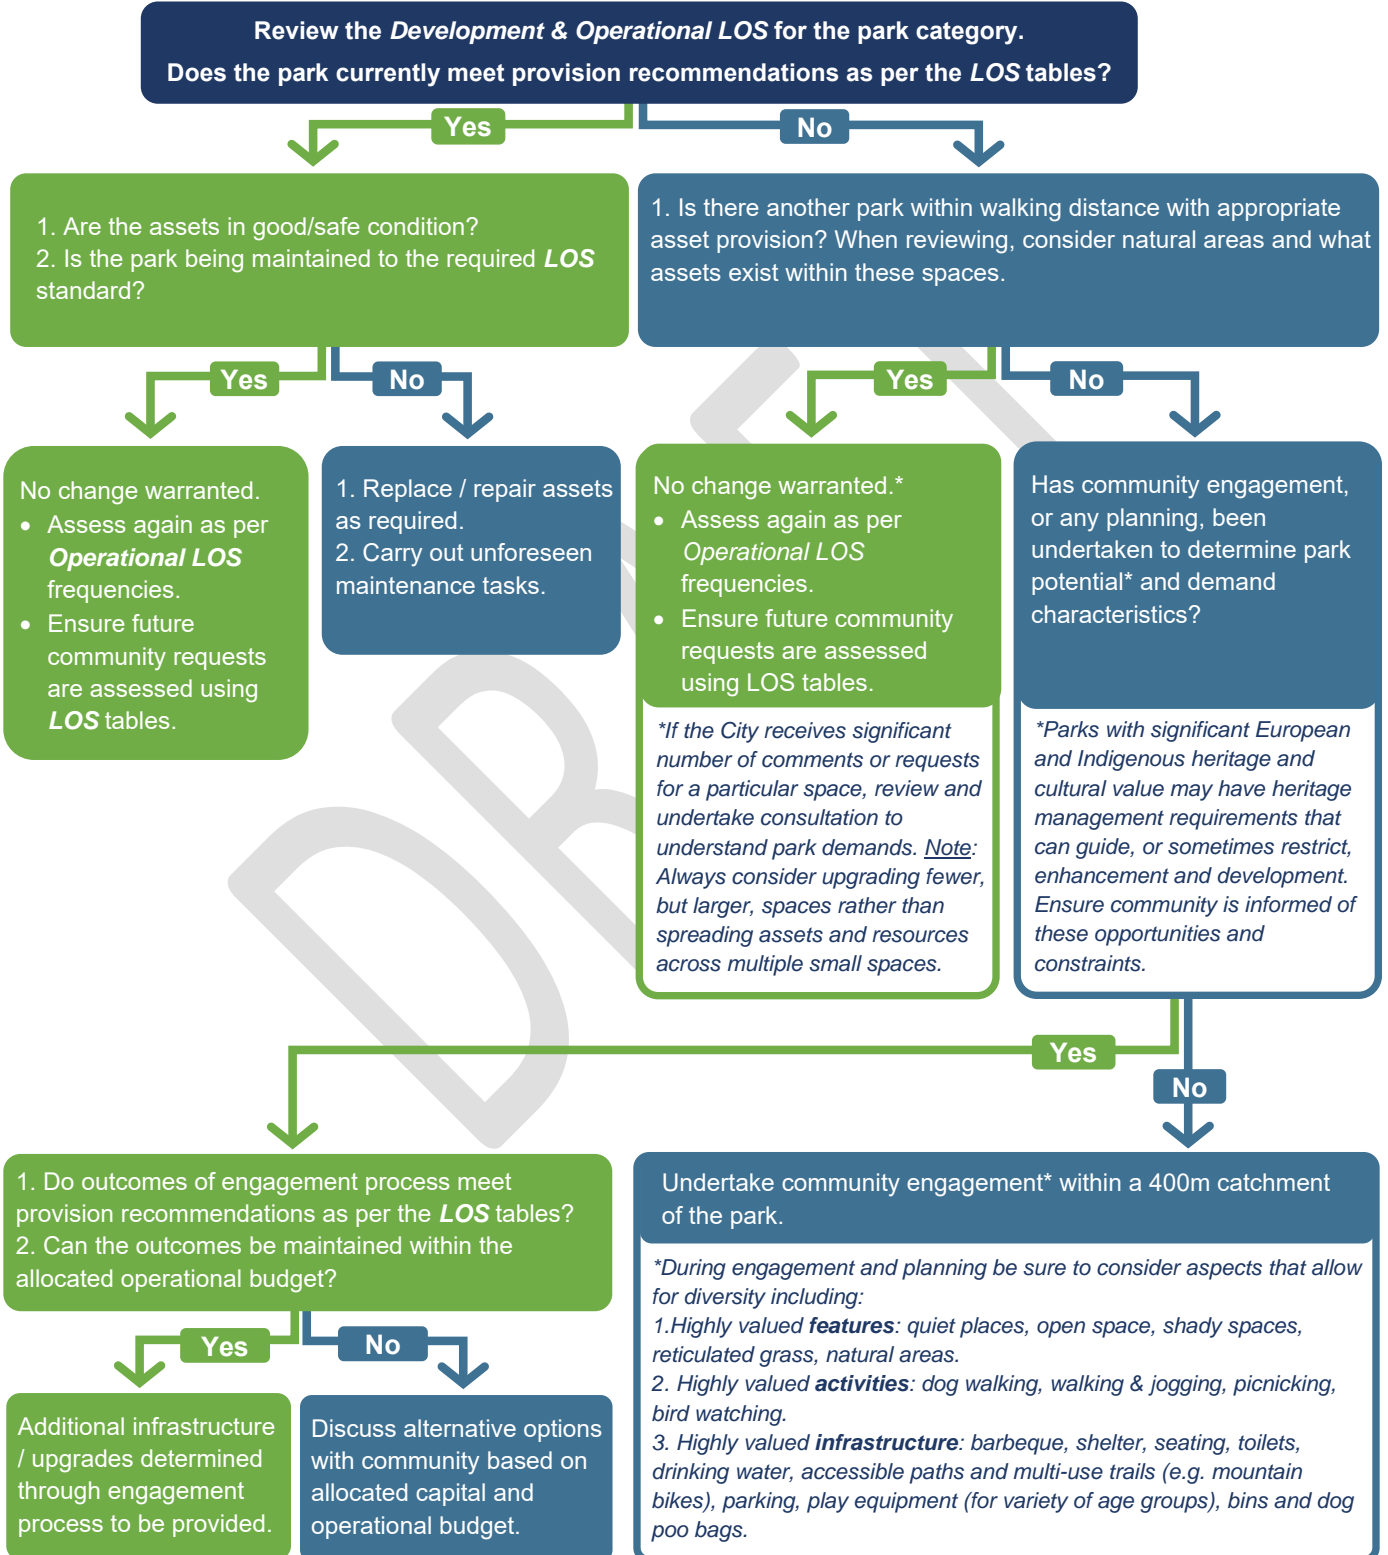 Review the Development & Operational LOS for the park category.
Does the park currently meet provision recommendations as per the LOS tables?
Yes
No
1. Are the assets in good/safe condition?
2. Is the park being maintained to the required LOS
standard?
1. Is there another park within walking distance with appropriate
asset provision? When reviewing, consider natural areas and what
assets exist within these spaces.
Yes
No
Yes
No
No change warranted.
• Assess again as per
Operational LOS
frequencies.
• Ensure future
community requests
are assessed using
LOS tables.
1. Replace / repair assets
as required.
2. Carry out unforeseen
maintenance tasks.
No change warranted.*
• Assess again as per
Operational LOS
frequencies.
• Ensure future community
requests are assessed
using LOS tables.
*If the City receives significant
number of comments or requests
for a particular space, review and
undertake consultation to
understand park demands. Note:
Always consider upgrading fewer,
but larger, spaces rather than
spreading assets and resources
across multiple small spaces.
Has community engagement,
or any planning, been
undertaken to determine park
potential* and demand
characteristics?
*Parks with significant European
and Indigenous heritage and
cultural value may have heritage
management requirements that
can guide, or sometimes restrict,
enhancement and development.
Ensure community is informed of
these opportunities and
constraints.
Yes
No
1. Do outcomes of engagement process meet
provision recommendations as per the LOS tables?
2. Can the outcomes be maintained within the
allocated operational budget?
Yes
No
Additional infrastructure
/ upgrades determined
through engagement
process to be provided.
Discuss alternative options
with community based on
allocated capital and
operational budget.
Undertake community engagement* within a 400m catchment
of the park.
*During engagement and planning be sure to consider aspects that allow
for diversity including:
1.Highly valued features: quiet places, open space, shady spaces,
reticulated grass, natural areas.
2. Highly valued activities: dog walking, walking & jogging, picnicking,
bird watching.
3. Highly valued infrastructure: barbeque, shelter, seating, toilets,
drinking water, accessible paths and multi-use trails (e.g. mountain
bikes), parking, play equipment (for variety of age groups), bins and dog
poo bags.
DRAFT